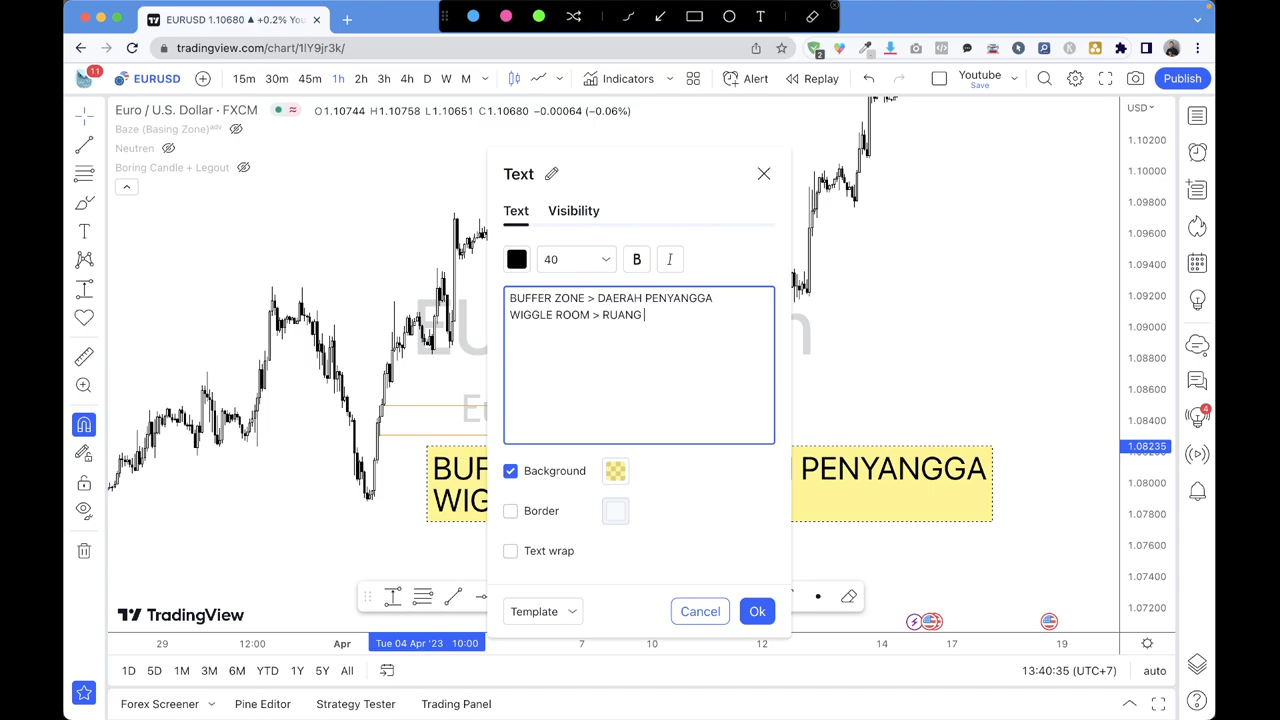 EURUSD 1.10680 ▲ +0.2% You
tradingview.com/chart/1lY9jr3k/
2
11
EURUSD
15m 30m 45m 1h 2h 3h 4h D W M
Indicators
Alert
Replay
Youtube
Save
Publish
Euro / U.S. Dollar · FXCM
O1.10744 H1.10758 L1.10651 C1.10680 −0.00064 (−0.06%)
USD
Baze (Basing Zone)adv
Neutren
Boring Candle + Legout
Text
Text
Visibility
40
B
I
BUFFER ZONE > DAERAH PENYANGGA
WIGGLE ROOM > RUANG
Background
Border
Text wrap
Template
Cancel
Ok
PENYANGGA
1.10200
1.10000
1.09800
1.09600
1.09400
1.09200
1.09000
1.08800
1.08600
1.08400
1.08235
1.08000
1.07800
1.07600
1.07400
1.07200
4
TradingView
29 12:00 Apr Tue 04 Apr '23 10:00 7 10 12 14 17 19
1D 5D 1M 3M 6M YTD 1Y 5Y All
13:40:35 (UTC+7)
auto
Forex Screener
Pine Editor
Strategy Tester
Trading Panel